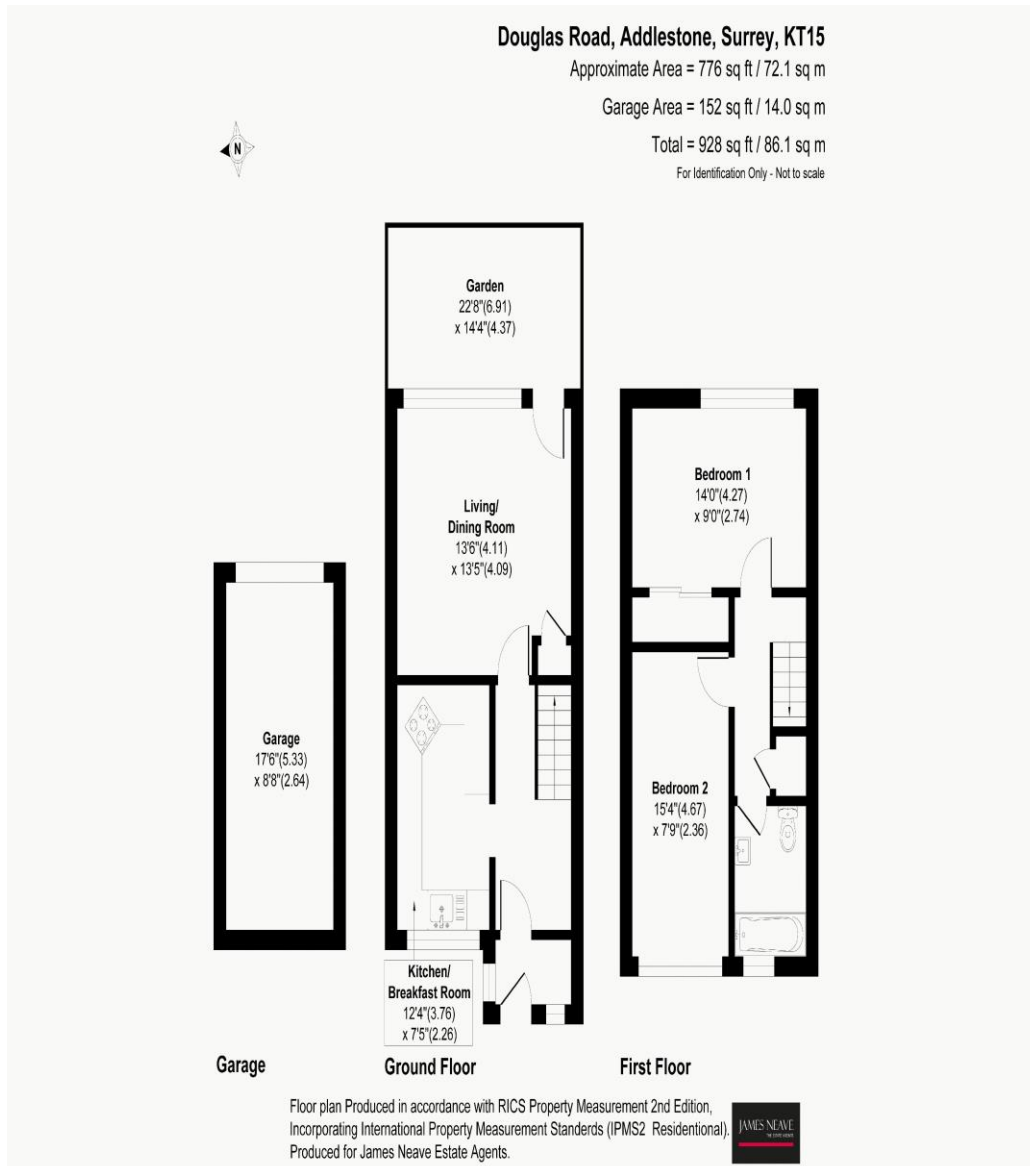 Douglas Road, Addlestone, Surrey, KT15
Approximate Area = 776 sq ft / 72.1 sq m
Garage Area = 152 sq ft / 14.0 sq m
Total = 928 sq ft / 86.1 sq m
For Identification Only - Not to scale
N
Garden
22'8"(6.91)
x 14'4"(4.37)
Living/
Dining Room
13'6"(4.11)
x 13'5"(4.09)
Bedroom 1
14'0"(4.27)
x 9'0"(2.74)
Garage
17'6"(5.33)
x 8'8"(2.64)
Bedroom 2
15'4"(4.67)
x 7'9"(2.36)
Kitchen/
Breakfast Room
12'4"(3.76)
x 7'5"(2.26)
Garage
Ground Floor
First Floor
Floor plan Produced in accordance with RICS Property Measurement 2nd Edition,
Incorporating International Property Measurement Standerds (IPMS2 Residentional).
Produced for James Neave Estate Agents.
JAMES NEAVE
THE ESTATE AGENTS